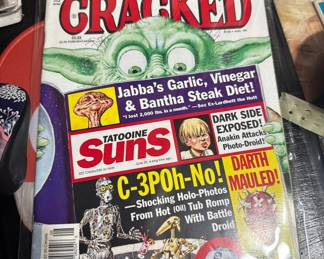 CRACKED
Jabba's Garlic, Vinegar
& Bantha Steak Diet!
"I lost 2,000 lbs. in a month." —Sez Ex-Lardbutt the Hutt
TATOOINE
SunS
DARK SIDE
EXPOSED!
Anakin Attacks
Photo-Droid!
C-3POh-No!
—Shocking Holo-Photos
From Hot (Oil) Tub Romp
With Battle
Droid
DARTH
MAULED!